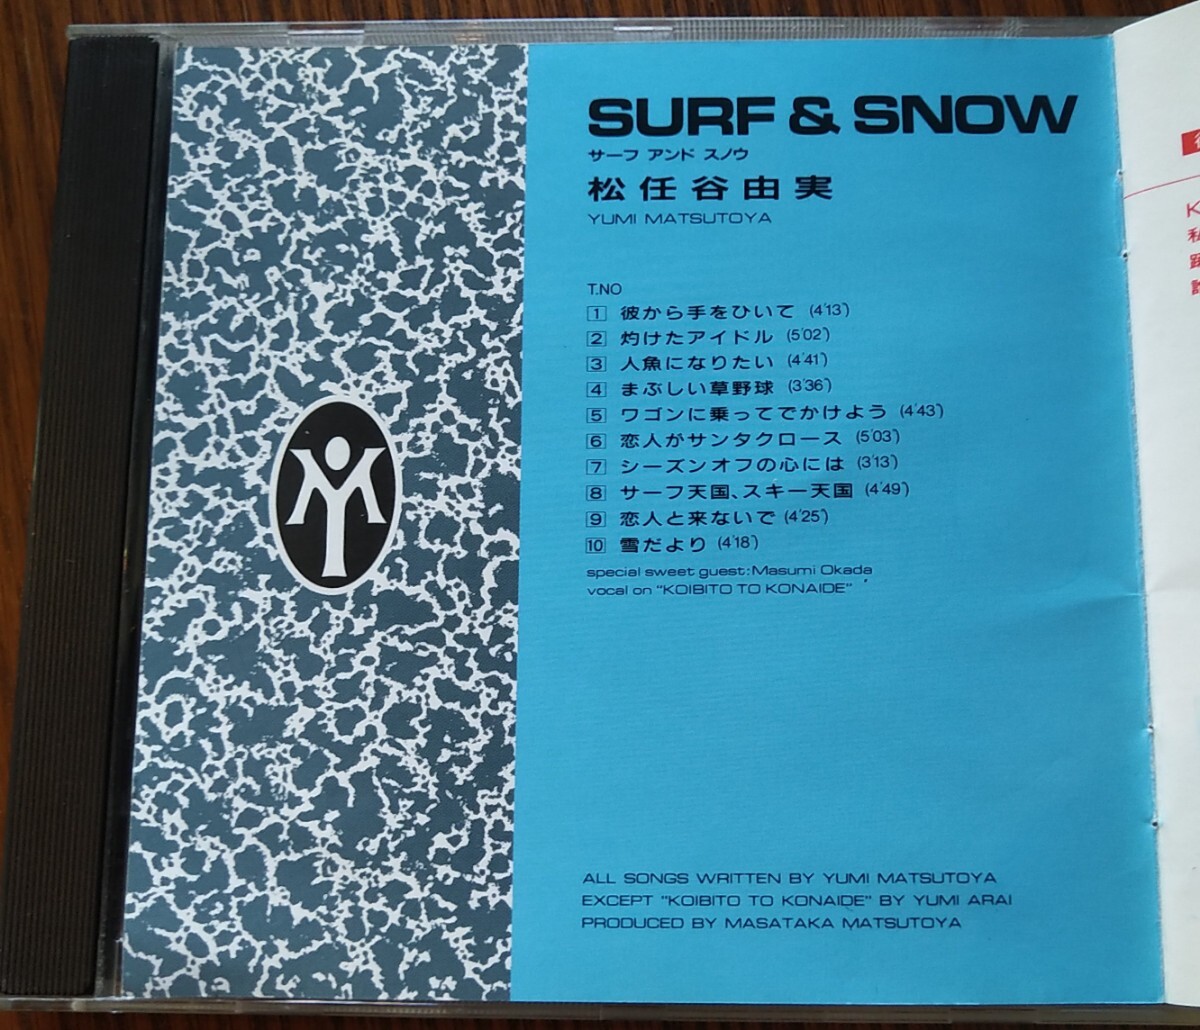 SURF & SNOW
サーフ アンド スノウ
松任谷由実
YUMI MATSUTOYA
T.NO
1 彼から手をひいて (4'13")
2 灼けたアイドル (5'02")
3 人魚になりたい (4'41")
4 まぶしい草野球 (3'36")
5 ワゴンに乗ってでかけよう (4'43")
6 恋人がサンタクロース (5'03")
7 シーズンオフの心には (3'13")
8 サーフ天国、スキー天国 (4'49")
9 恋人と来ないで (4'25")
10 雪だより (4'18")
special sweet guest: Masumi Okada
vocal on "KOIBITO TO KONAIDE"
ALL SONGS WRITTEN BY YUMI MATSUTOYA
EXCEPT "KOIBITO TO KONAIDE" BY YUMI ARAI
PRODUCED BY MASATAKA MATSUTOYA
YM
K
私